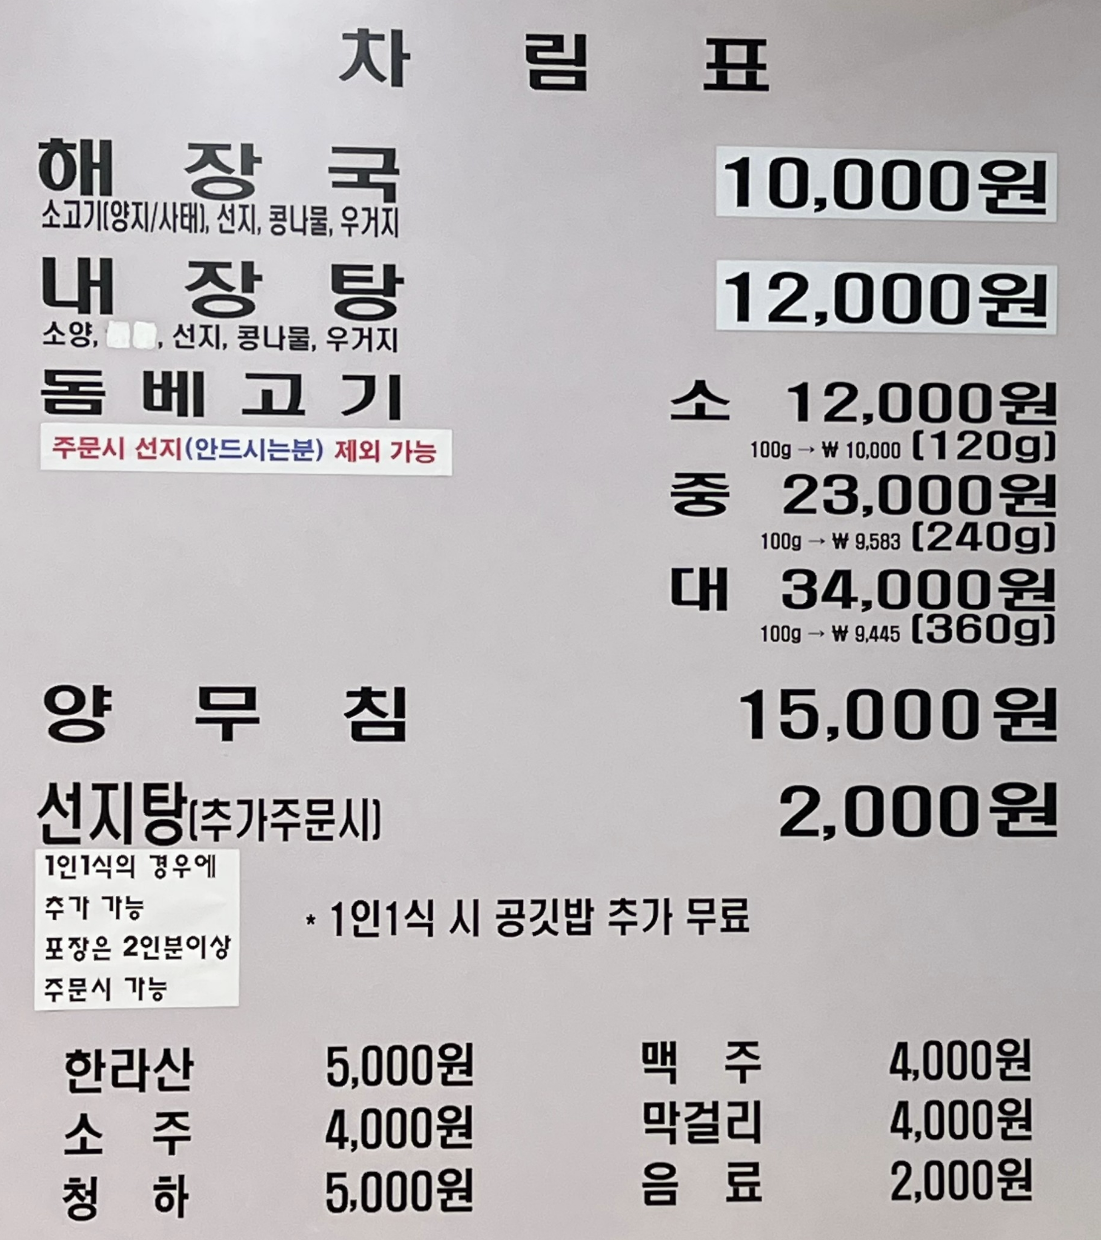 차림표
해장국 10,000원
소고기(양지/사태), 선지, 콩나물, 우거지
내장탕 12,000원
소양, , 선지, 콩나물, 우거지
돔베고기 소 12,000원
주문시 선지(안드시는분) 제외 가능 100g → ₩ 10,000 (120g)
중 23,000원
100g → ₩ 9,583 (240g)
대 34,000원
100g → ₩ 9,445 (360g)
양무침 15,000원
선지탕(추가주문시) 2,000원
1인1식의 경우에
추가 가능
포장은 2인분이상
주문시 가능
* 1인1식 시 공깃밥 추가 무료
한라산 5,000원 맥주 4,000원
소주 4,000원 막걸리 4,000원
청하 5,000원 음료 2,000원